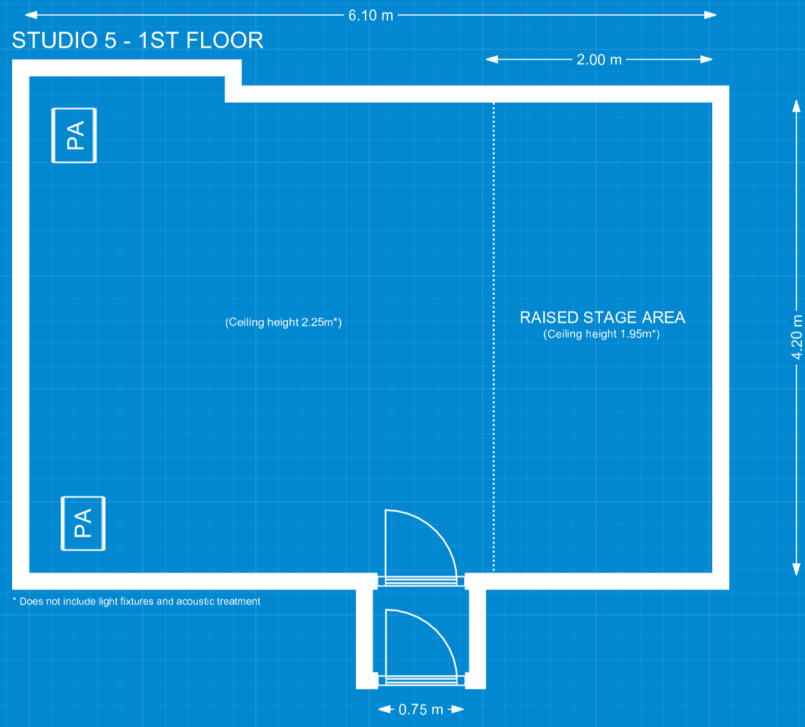 6.10 m
STUDIO 5 - 1ST FLOOR
2.00 m
PA
(Ceiling height 2.25m*)
RAISED STAGE AREA
(Ceiling height 1.95m*)
4.20 m
PA
* Does not include light fixtures and acoustic treatment
0.75 m